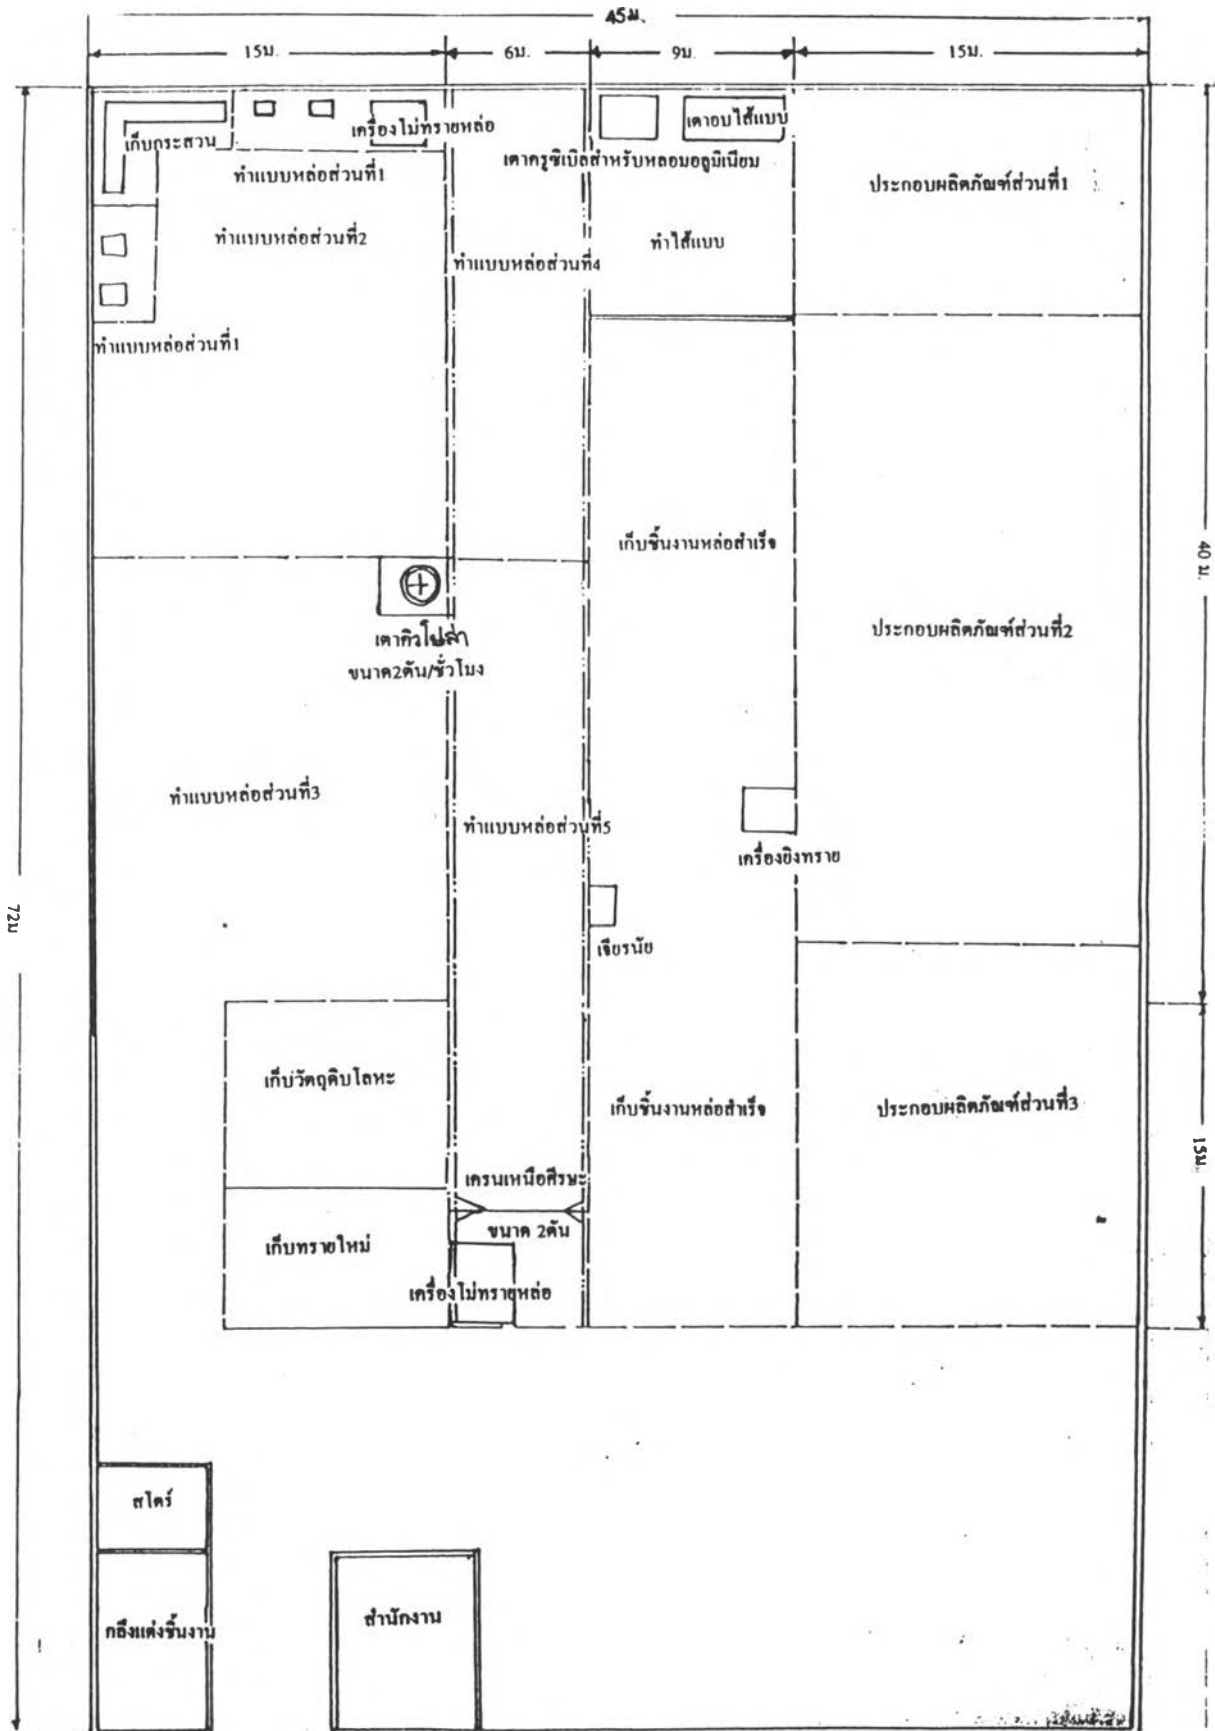 45ม.
15ม. 6ม. 9ม. 15ม.
เก็บกระสวน
เครื่องโม่ทรายหล่อ
เตาอบไส้แบบ
เตาครูซิเบิลสำหรับหลอมอลูมิเนียม
ทำแบบหล่อส่วนที่1
ประกอบผลิตภัณฑ์ส่วนที่1
ทำแบบหล่อส่วนที่2
ทำไส้แบบ
ทำแบบหล่อส่วนที่4
ทำแบบหล่อส่วนที่1
เก็บชิ้นงานหล่อสำเร็จ
40 ม.
เตาคิวโปล่า
ขนาด2ตัน/ชั่วโมง
ประกอบผลิตภัณฑ์ส่วนที่2
ทำแบบหล่อส่วนที่3
ทำแบบหล่อส่วนที่5
เครื่องยิงทราย
72ม
เจียรนัย
เก็บวัตถุดิบโลหะ
เก็บชิ้นงานหล่อสำเร็จ
ประกอบผลิตภัณฑ์ส่วนที่3
15ม.
เครนเหนือศีรษะ
ขนาด 2ตัน
เก็บทรายใหม่
เครื่องโม่ทรายหล่อ
สโตร์
สำนักงาน
กลึงแต่งชิ้นงาน